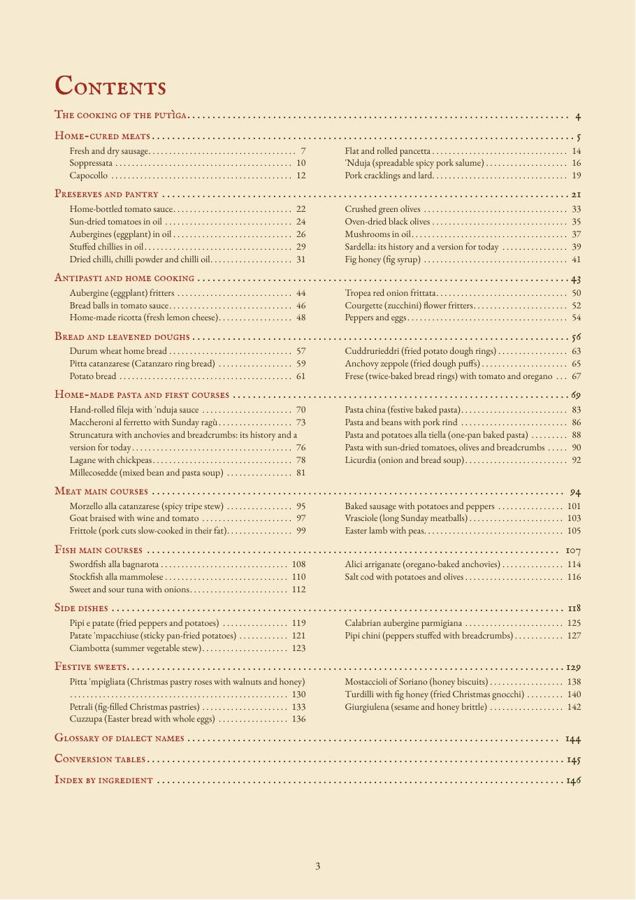 Contents
The cooking of the putìga 4
Home-cured meats 5
Fresh and dry sausage 7
Soppressata 10
Capocollo 12
Flat and rolled pancetta 14
'Nduja (spreadable spicy pork salume) 16
Pork cracklings and lard 19
Preserves and pantry 21
Home-bottled tomato sauce 22
Sun-dried tomatoes in oil 24
Aubergines (eggplant) in oil 26
Stuffed chillies in oil 29
Dried chilli, chilli powder and chilli oil 31
Crushed green olives 33
Oven-dried black olives 35
Mushrooms in oil 37
Sardella: its history and a version for today 39
Fig honey (fig syrup) 41
Antipasti and home cooking 43
Aubergine (eggplant) fritters 44
Bread balls in tomato sauce 46
Home-made ricotta (fresh lemon cheese) 48
Tropea red onion frittata 50
Courgette (zucchini) flower fritters 52
Peppers and eggs 54
Bread and leavened doughs 56
Durum wheat home bread 57
Pitta catanzarese (Catanzaro ring bread) 59
Potato bread 61
Cuddrurieddri (fried potato dough rings) 63
Anchovy zeppole (fried dough puffs) 65
Frese (twice-baked bread rings) with tomato and oregano 67
Home-made pasta and first courses 69
Hand-rolled fileja with 'nduja sauce 70
Maccheroni al ferretto with Sunday ragù 73
Struncatura with anchovies and breadcrumbs: its history and a
version for today 76
Lagane with chickpeas 78
Millecosedde (mixed bean and pasta soup) 81
Pasta china (festive baked pasta) 83
Pasta and beans with pork rind 86
Pasta and potatoes alla tiella (one-pan baked pasta) 88
Pasta with sun-dried tomatoes, olives and breadcrumbs 90
Licurdia (onion and bread soup) 92
Meat main courses 94
Morzello alla catanzarese (spicy tripe stew) 95
Goat braised with wine and tomato 97
Frittole (pork cuts slow-cooked in their fat) 99
Baked sausage with potatoes and peppers 101
Vrasciole (long Sunday meatballs) 103
Easter lamb with peas 105
Fish main courses 107
Swordfish alla bagnarota 108
Stockfish alla mammolese 110
Sweet and sour tuna with onions 112
Alici arriganate (oregano-baked anchovies) 114
Salt cod with potatoes and olives 116
Side dishes 118
Pipi e patate (fried peppers and potatoes) 119
Patate 'mpacchiuse (sticky pan-fried potatoes) 121
Ciambotta (summer vegetable stew) 123
Calabrian aubergine parmigiana 125
Pipi chini (peppers stuffed with breadcrumbs) 127
Festive sweets 129
Pitta 'mpigliata (Christmas pastry roses with walnuts and honey)
130
Petrali (fig-filled Christmas pastries) 133
Cuzzupa (Easter bread with whole eggs) 136
Mostaccioli of Soriano (honey biscuits) 138
Turdilli with fig honey (fried Christmas gnocchi) 140
Giurgiulena (sesame and honey brittle) 142
Glossary of dialect names 144
Conversion tables 145
Index by ingredient 146
3